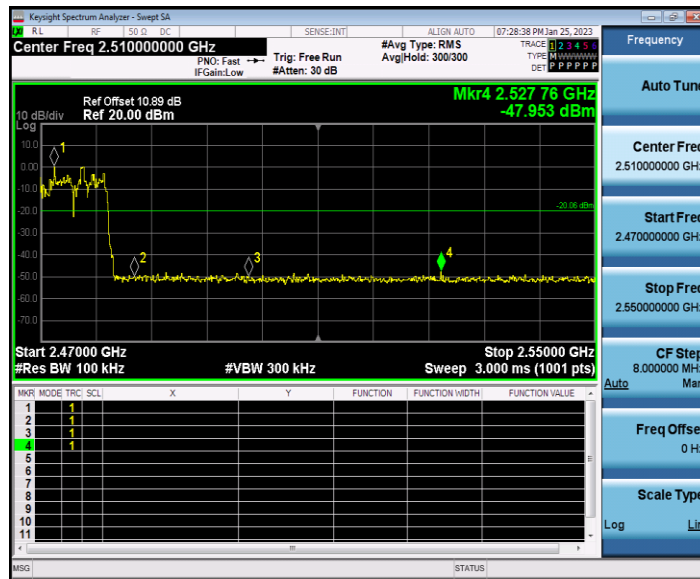 Keysight Spectrum Analyzer - Swept SA
RL RF 50 Ω DC SENSE:INT ALIGN AUTO 07:28:38 PM Jan 25, 2023
Center Freq 2.510000000 GHz
PNO: Fast
IFGain:Low
Trig: Free Run
#Atten: 30 dB
#Avg Type: RMS
Avg|Hold: 300/300
TRACE 1 2 3 4 5 6
TYPE M W W W W W
DET P P P P P P
Mkr4 2.527 76 GHz
-47.953 dBm
Ref Offset 10.89 dB
10 dB/div Ref 20.00 dBm
Log
10.0
0.00
-10.0
-20.0
-30.0
-40.0
-50.0
-60.0
-70.0
1
2
3
4
-20.06 dBm
Start 2.47000 GHz Stop 2.55000 GHz
#Res BW 100 kHz #VBW 300 kHz Sweep 3.000 ms (1001 pts)
MKR MODE TRC SCL X Y FUNCTION FUNCTION WIDTH FUNCTION VALUE
1 1
2 1
3 1
4 1
5
6
7
8
9
10
11
MSG STATUS
Frequency
Auto Tune
Center Freq
2.510000000 GHz
Start Freq
2.470000000 GHz
Stop Freq
2.550000000 GHz
CF Step
8.000000 MHz
Auto Man
Freq Offset
0 Hz
Scale Type
Log Lin